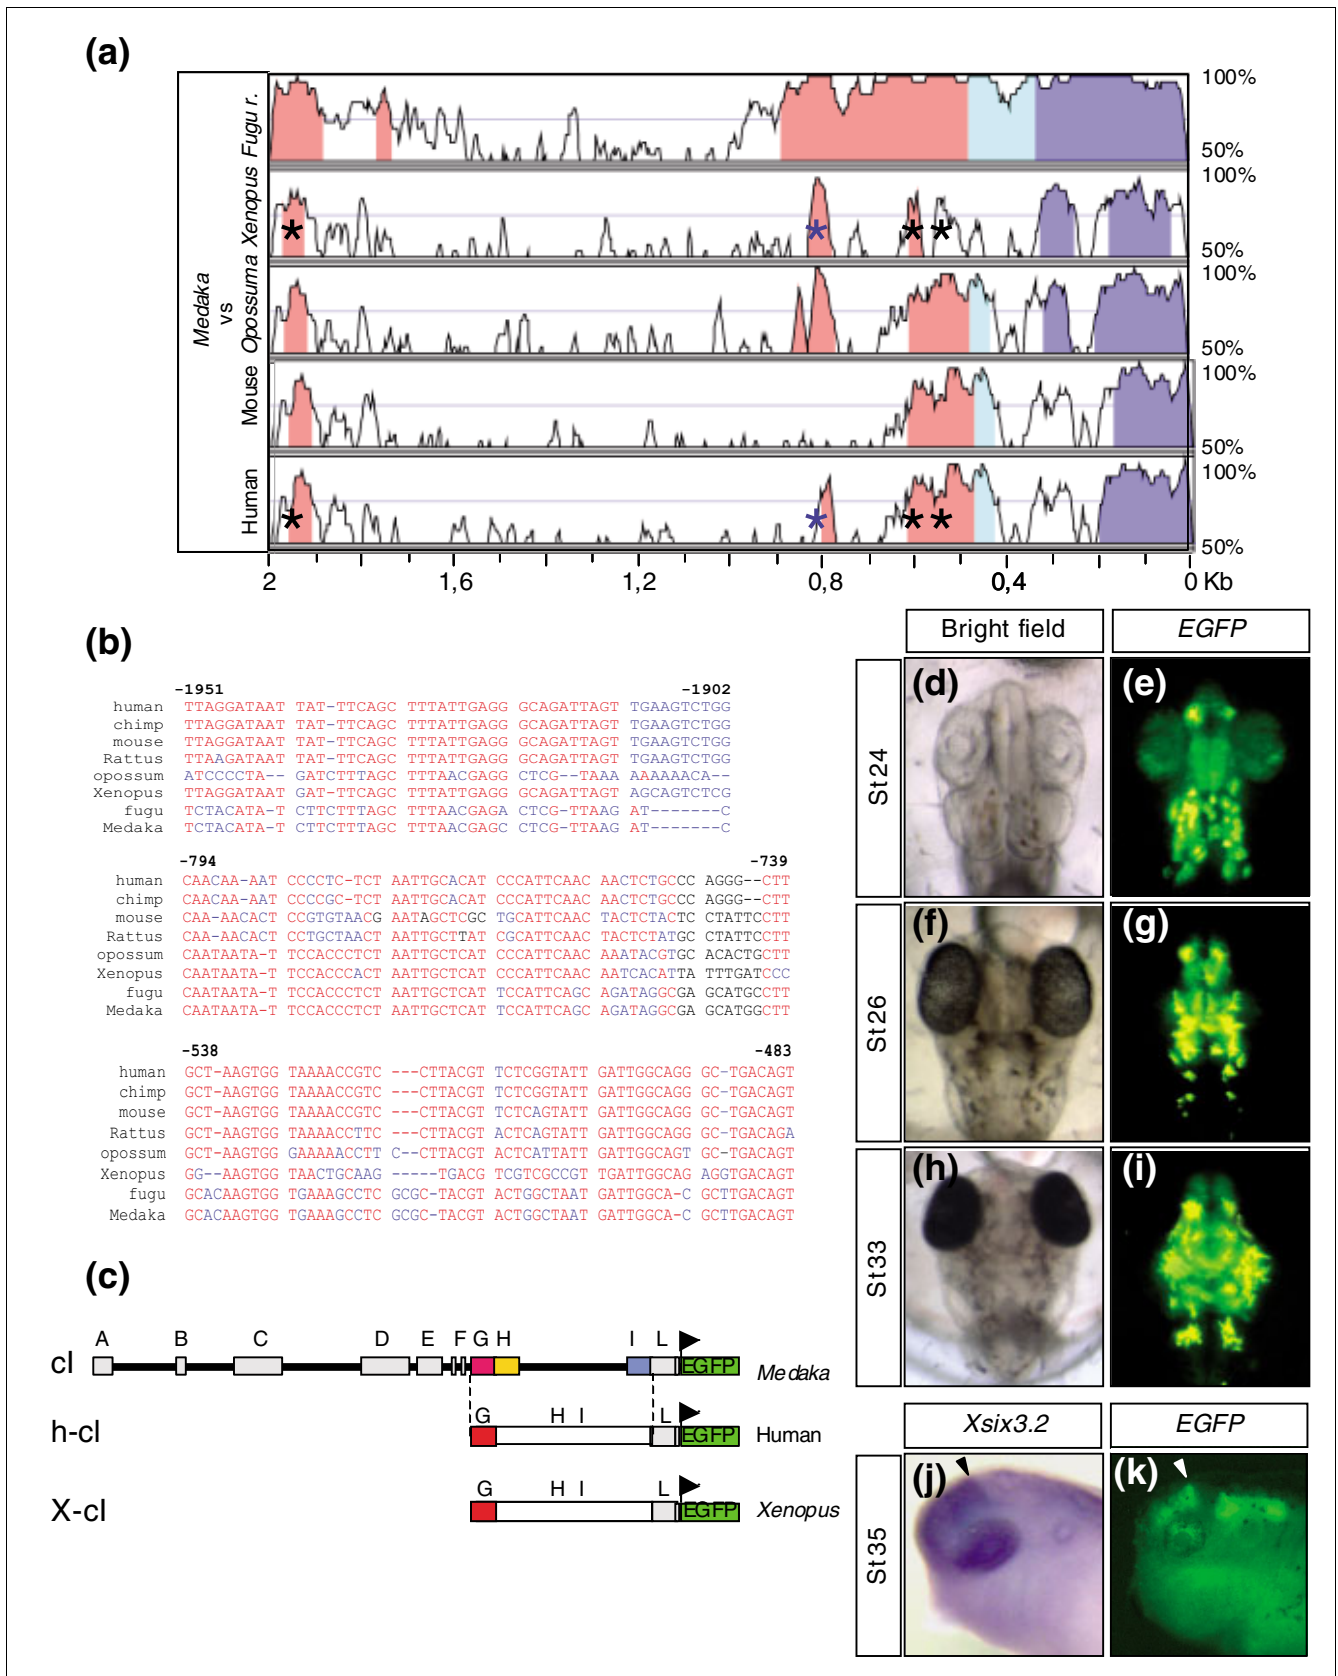 (a)
Medaka
vs
Fugu r.
Xenopus
Opossuma
Mouse
Human
100%
50%
100%
50%
100%
50%
100%
50%
100%
50%
2 1,6 1,2 0,8 0,4 0 Kb
(b)
-1951 -1902
human TTAGGATAAT TAT-TTCAGC TTTATTGAGG GCAGATTAGT TGAAGTCTGG
chimp TTAGGATAAT TAT-TTCAGC TTTATTGAGG GCAGATTAGT TGAAGTCTGG
mouse TTAGGATAAT TAT-TTCAGC TTTATTGAGG GCAGATTAGT TGAAGTCTGG
Rattus TTAAGATAAT TAT-TTCAGC TTTATTGAGG GCAGATTAGT TGAAGTCTGG
opossum ATCCCCTA-- GATCTTTAGC TTTAACGAGG CTCG--TAAA AAAAAACA--
Xenopus TTAGGATAAT GAT-TTCAGC TTTATTGAGG GCAGATTAGT AGCAGTCTCG
fugu TCTACATA-T CTTCTTTAGC TTTAACGAGA CTCG-TTAAG AT-------C
Medaka TCTACATA-T CTTCTTTAGC TTTAACGAGC CTCG-TTAAG AT-------C
-794 -739
human CAACAA-AAT CCCCTC-TCT AATTGCACAT CCCATTCAAC AACTCTGCCC AGGG--CTT
chimp CAACAA-AAT CCCCGC-TCT AATTGCACAT CCCATTCAAC AACTCTGCCC AGGG--CTT
mouse CAA-AACACT CCGTGTAACG AATAGCTCGC TGCATTCAAC TACTCTACTC CTATTCCTT
Rattus CAA-AACACT CCTGCTAACT AATTGCTTAT CGCATTCAAC TACTCTATGC CTATTCCTT
opossum CAATAATA-T TCCACCCTCT AATTGCTCAT CCCATTCAAC AAATACGTGC ACACTGCTT
Xenopus CAATAATA-T TCCACCCACT AATTGCTCAT CCCATTCAAC AATCACATTA TTTGATCCC
fugu CAATAATA-T TCCACCCTCT AATTGCTCAT TCCATTCAGC AGATAGGCGA GCATGCCTT
Medaka CAATAATA-T TCCACCCTCT AATTGCTCAT TCCATTCAGC AGATAGGCGA GCATGGCTT
-538 -483
human GCT-AAGTGG TAAAACCGTC ---CTTACGT TCTCGGTATT GATTGGCAGG GC-TGACAGT
chimp GCT-AAGTGG TAAAACCGTC ---CTTACGT TCTCGGTATT GATTGGCAGG GC-TGACAGT
mouse GCT-AAGTGG TAAAACCGTC ---CTTACGT TCTCAGTATT GATTGGCAGG GC-TGACAGT
Rattus GCT-AAGTGG TAAAACCTTC ---CTTACGT ACTCAGTATT GATTGGCAGG GC-TGACAGA
opossum GCT-AAGTGG GAAAAACCTT C--CTTACGT ACTCATTATT GATTGGCAGT GC-TGACAGT
Xenopus GG--AAGTGG TAACTGCAAG -----TGACG TCGTCGCCGT TGATTGGCAG AGGTGACAGT
fugu GCACAAGTGG TGAAAGCCTC GCGC-TACGT ACTGGCTAAT GATTGGCA-C GCTTGACAGT
Medaka GCACAAGTGG TGAAAGCCTC GCGC-TACGT ACTGGCTAAT GATTGGCA-C GCTTGACAGT
(c)
A B C D E F G H I L
cI EGFP Medaka
G H I L
h-cI EGFP Human
G H I L
X-cI EGFP Xenopus
Bright field EGFP
St24 (d) (e)
St26 (f) (g)
St33 (h) (i)
Xsix3.2 EGFP
St35 (j) (k)